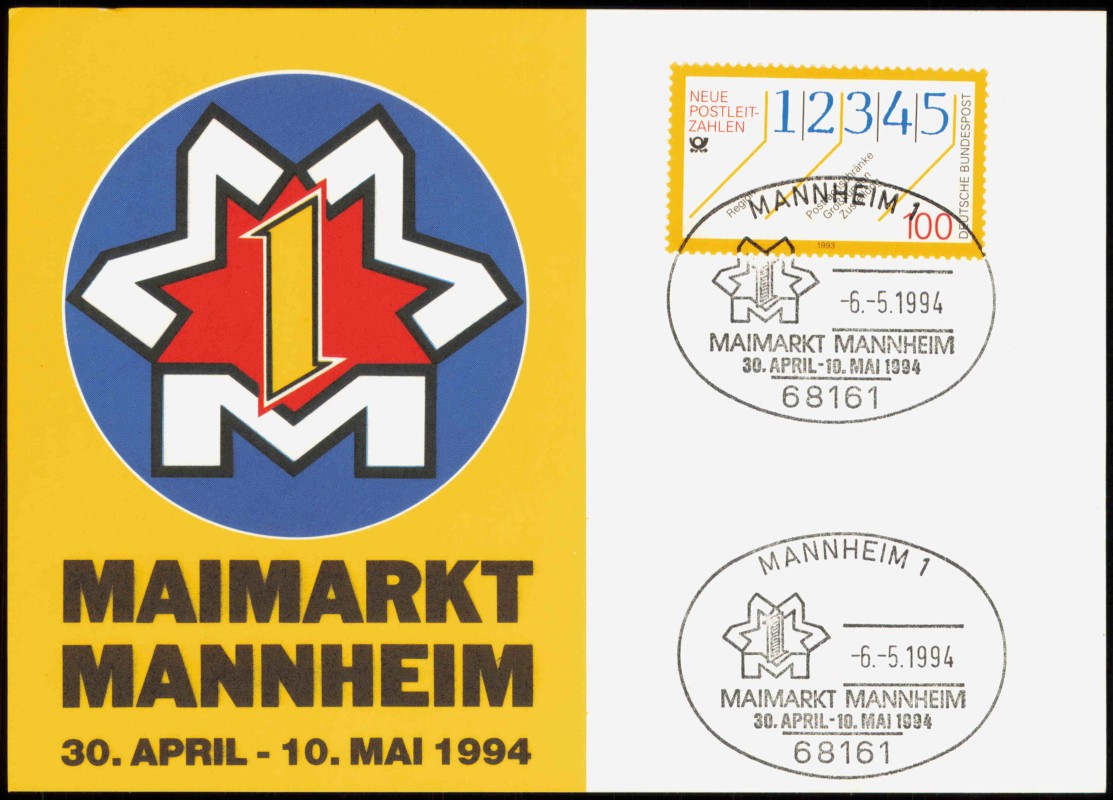 MAIMARKT
MANNHEIM
30. APRIL - 10. MAI 1994
NEUE
POSTLEIT-
ZAHLEN
12345
DEUTSCHE BUNDESPOST
100
1993
MANNHEIM 1
-6.-5.1994
MAIMARKT MANNHEIM
30. APRIL-10. MAI 1994
68161
MANNHEIM 1
-6.-5.1994
MAIMARKT MANNHEIM
30. APRIL-10. MAI 1994
68161